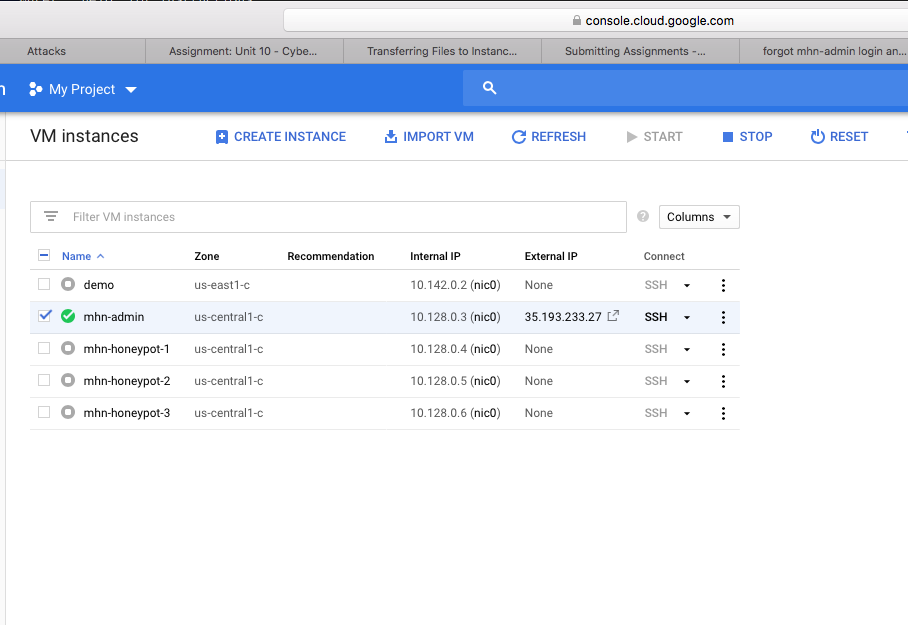 console.cloud.google.com
Attacks
Assignment: Unit 10 - Cybe...
Transferring Files to Instanc...
Submitting Assignments -...
forgot mhn-admin login an...
My Project
VM instances
CREATE INSTANCE
IMPORT VM
REFRESH
START
STOP
RESET
Filter VM instances
Columns
Name Zone Recommendation Internal IP External IP Connect
demo us-east1-c 10.142.0.2 (nic0) None SSH
mhn-admin us-central1-c 10.128.0.3 (nic0) 35.193.233.27 SSH
mhn-honeypot-1 us-central1-c 10.128.0.4 (nic0) None SSH
mhn-honeypot-2 us-central1-c 10.128.0.5 (nic0) None SSH
mhn-honeypot-3 us-central1-c 10.128.0.6 (nic0) None SSH